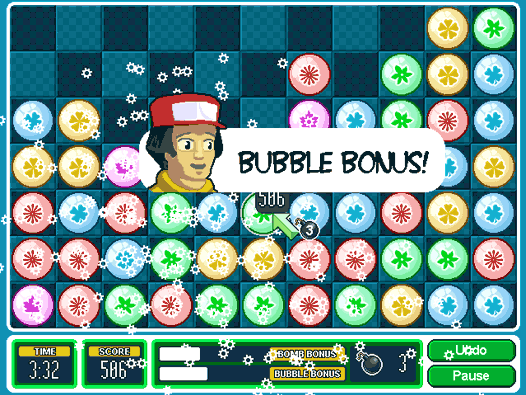 BUBBLE BONUS!
506
3
TIME
3:32
SCORE
506
BOMB BONUS
BUBBLE BONUS
3
Undo
Pause